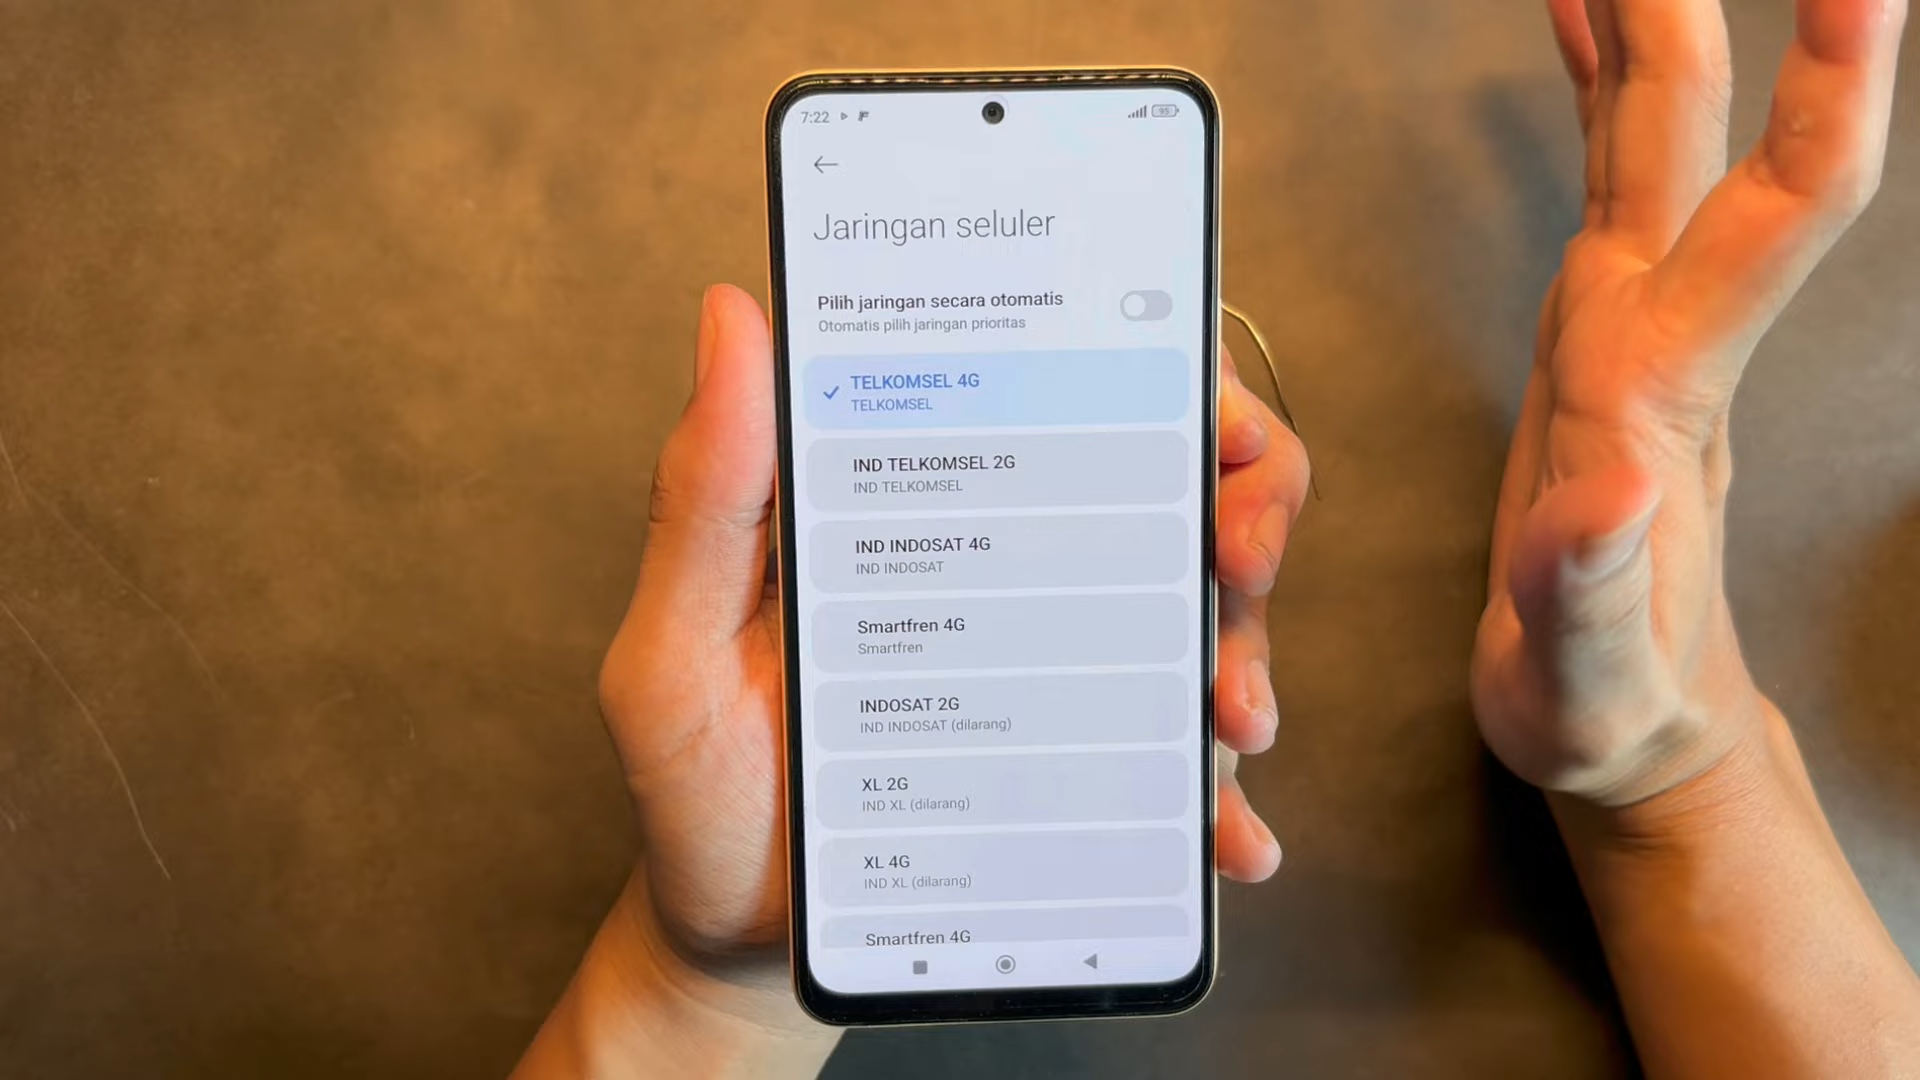 7:22
95
Jaringan seluler
Pilih jaringan secara otomatis
Otomatis pilih jaringan prioritas
TELKOMSEL 4G
TELKOMSEL
IND TELKOMSEL 2G
IND TELKOMSEL
IND INDOSAT 4G
IND INDOSAT
Smartfren 4G
Smartfren
INDOSAT 2G
IND INDOSAT (dilarang)
XL 2G
IND XL (dilarang)
XL 4G
IND XL (dilarang)
Smartfren 4G